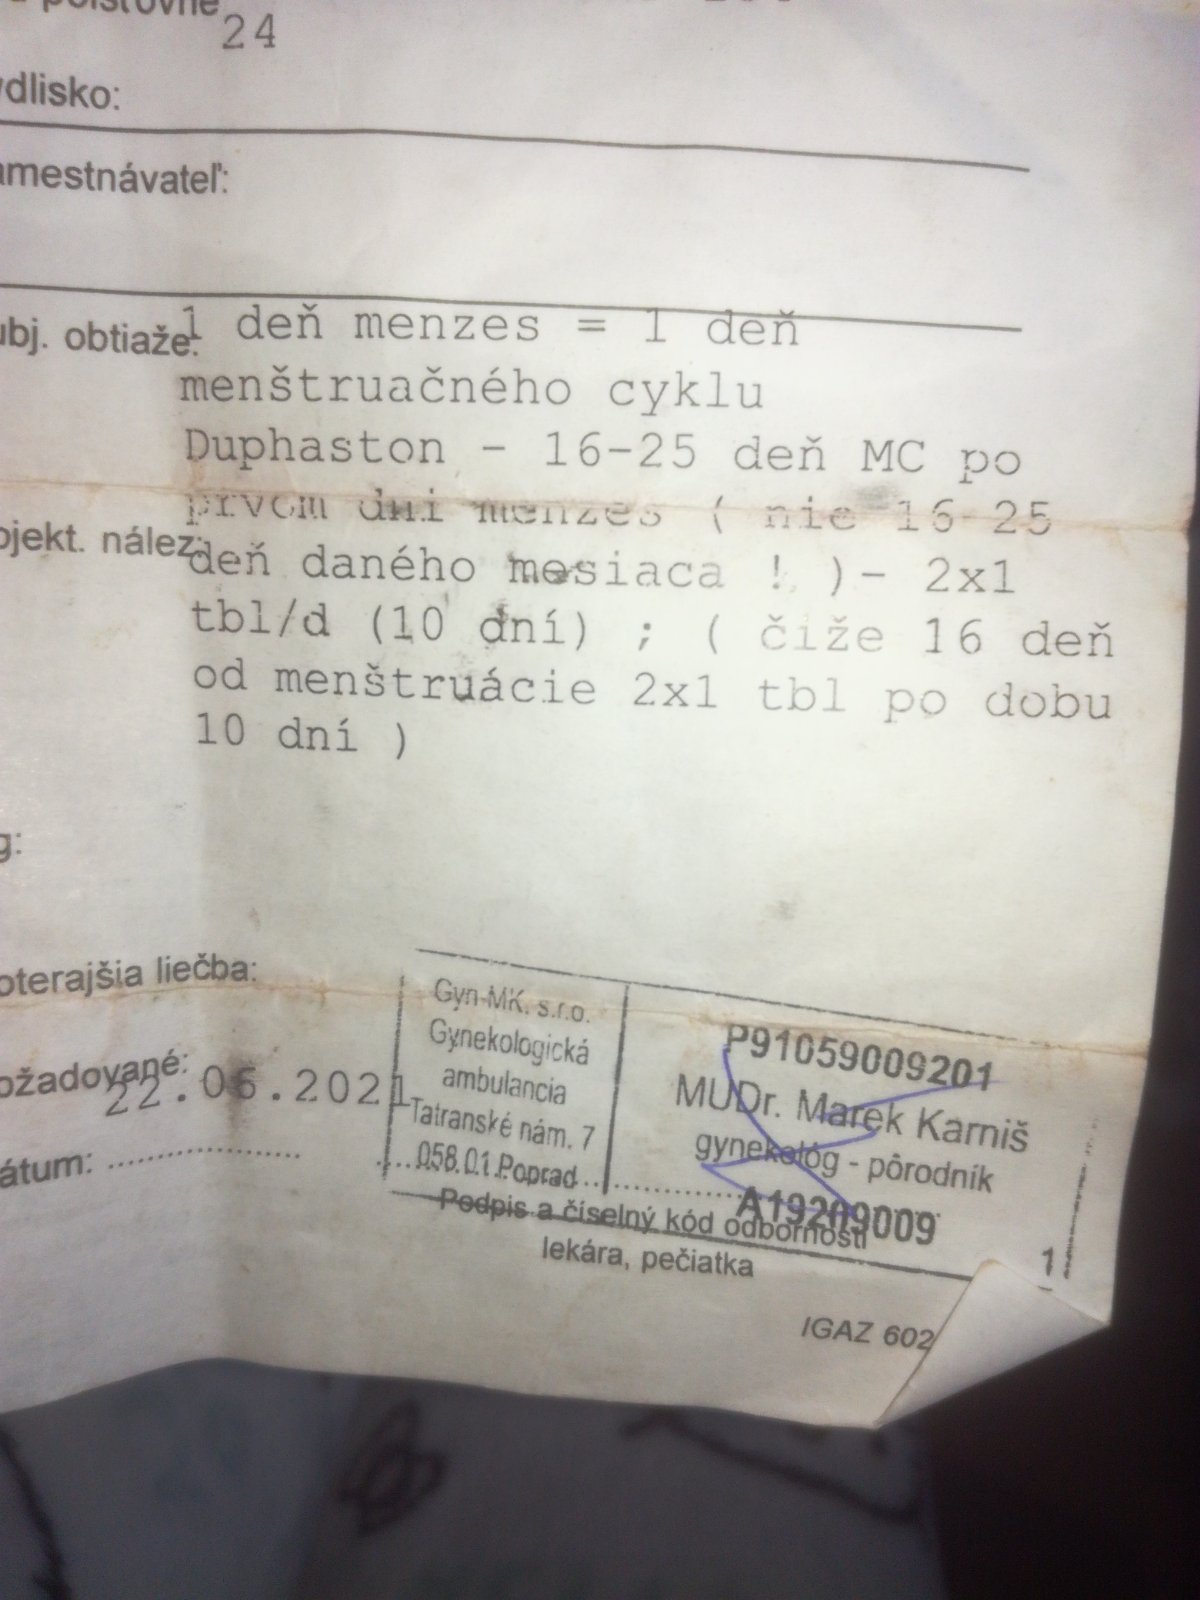 poisťovne
24
ydlisko:
amestnávateľ:
ubj. obtiaže:
1 deň menzes = 1 deň
menštruačného cyklu
Duphaston - 16-25 deň MC po
prvom dni menzes ( nie 16-25
objekt. nález:
deň daného mesiaca ! )- 2x1
tbl/d (10 dní) ; ( čiže 16 deň
od menštruácie 2x1 tbl po dobu
10 dní )
g:
oterajšia liečba:
ožadované:
22.06.2021
átum:
Gyn-MK, s.r.o.
Gynekologická
ambulancia
Tatranské nám. 7
058 01 Poprad
P91059009201
MUDr. Marek Karniš
gynekológ - pôrodník
A19209009
Podpis a číselný kód odbornosti
lekára, pečiatka
1
IGAZ 602